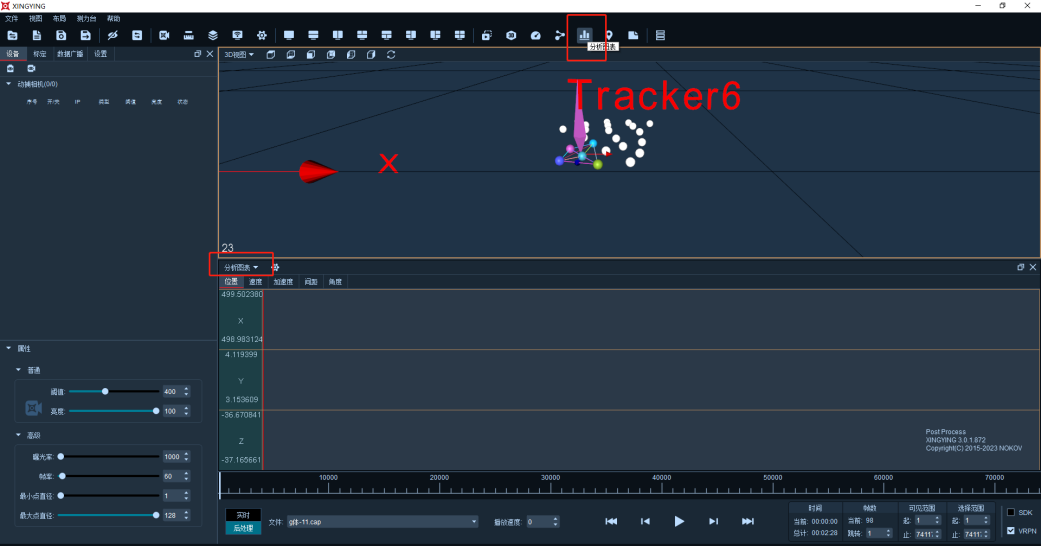 XINGYING
文件 视图 布局 测力台 帮助
分析图表
设备 标定 数据广播 设置
3D视图
动捕相机(0/0)
序号 开/关 IP 类型 阈值 亮度 状态
Tracker6
X
23
分析图表
位置 速度 加速度 间距 角度
499.502380
X
498.983124
4.119399
Y
3.153609
-36.670841
Z
-37.165661
Post Process
XINGYING 3.0.1.872
Copyright(C) 2015-2023 NOKOV
属性
普通
阈值: 400
亮度: 100
高级
曝光率: 1000
帧率: 60
最小点直径: 1
最大点直径: 128
10000 20000 30000 40000 50000 60000 70000
实时
后处理
文件: g体-11.cap
播放速度: 0
时间 帧数 可见范围 选择范围
当前: 00:00:00 当前: 98 起: 1 起: 1
总计: 00:02:28 跳转: 1 止: 7411 止: 7411
SDK
VRPN